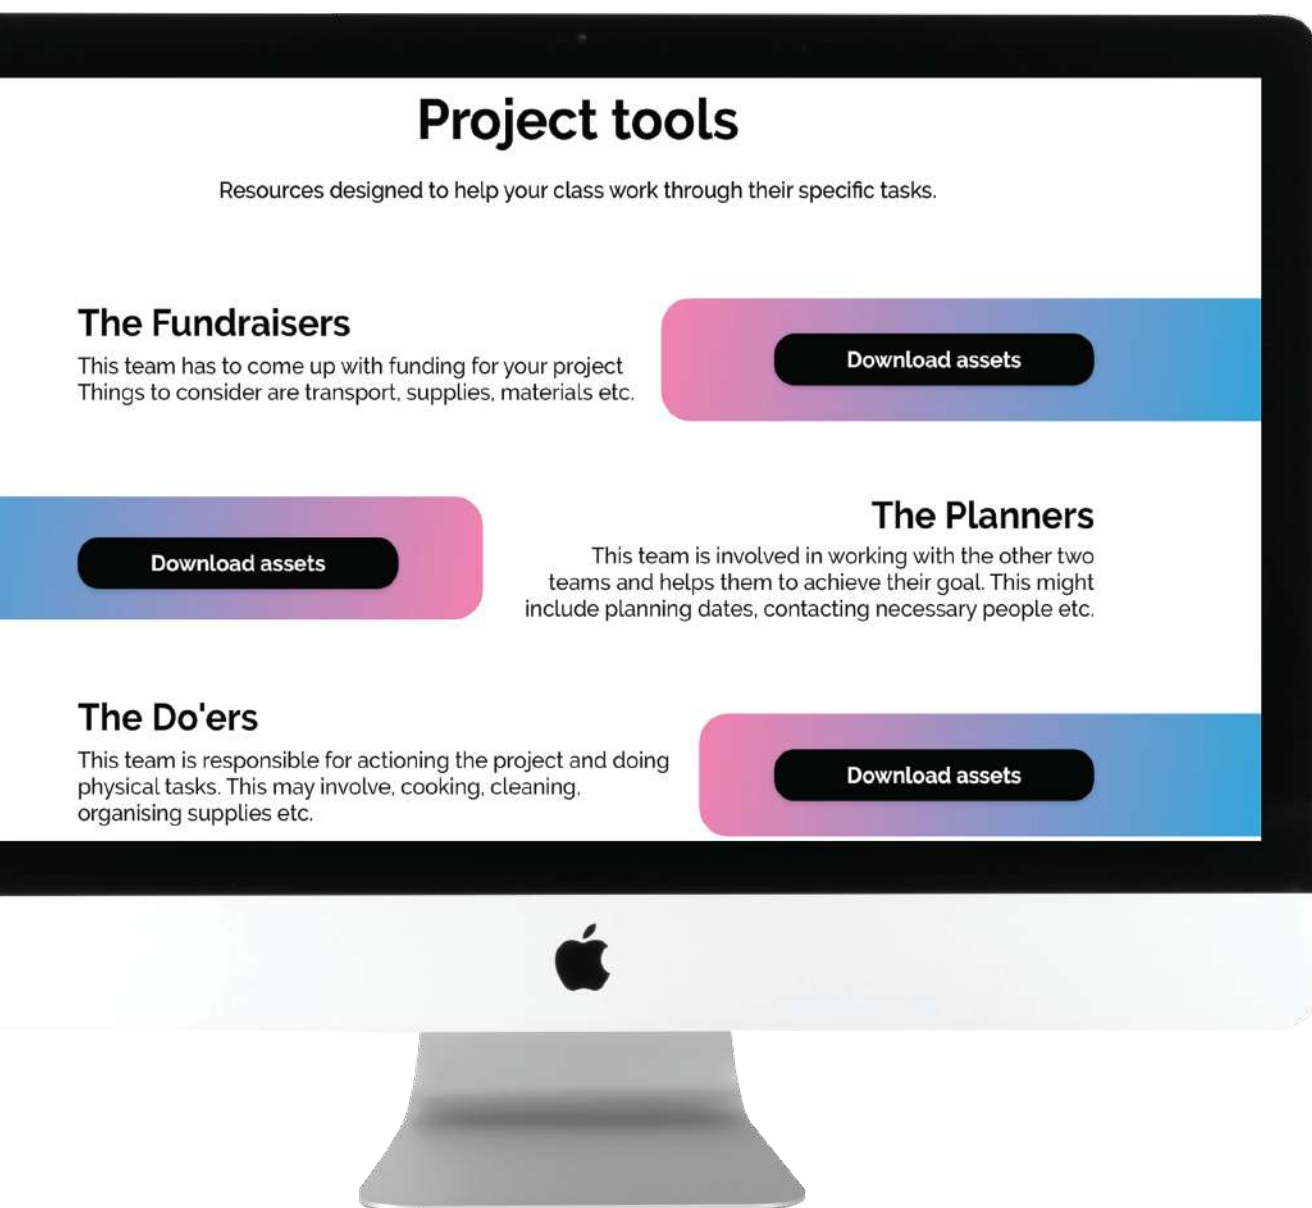 Project tools
Resources designed to help your class work through their specific tasks.
The Fundraisers
This team has to come up with funding for your project
Things to consider are transport, supplies, materials etc.
Download assets
Download assets
The Planners
This team is involved in working with the other two
teams and helps them to achieve their goal. This might
include planning dates, contacting necessary people etc.
The Do'ers
This team is responsible for actioning the project and doing
physical tasks. This may involve, cooking, cleaning,
organising supplies etc.
Download assets